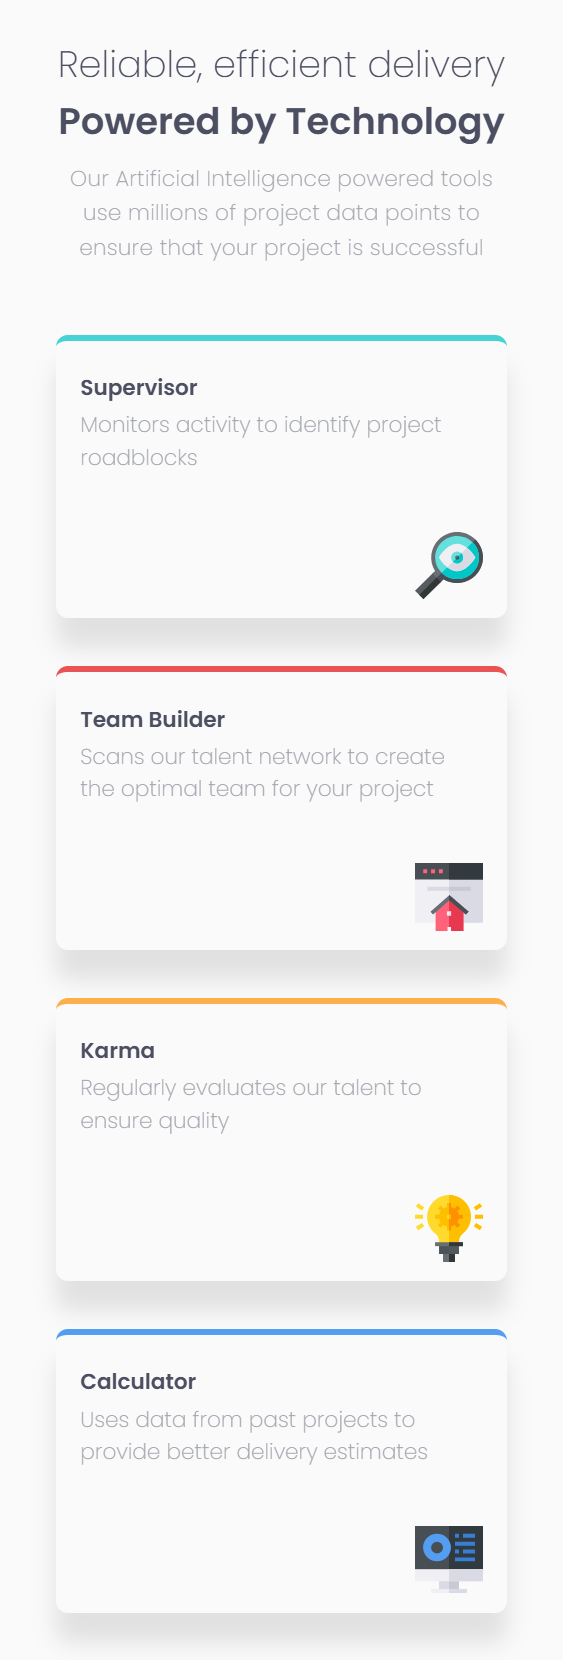 Reliable, efficient delivery
Powered by Technology
Our Artificial Intelligence powered tools
use millions of project data points to
ensure that your project is successful
Supervisor
Monitors activity to identify project
roadblocks
Team Builder
Scans our talent network to create
the optimal team for your project
Karma
Regularly evaluates our talent to
ensure quality
Calculator
Uses data from past projects to
provide better delivery estimates